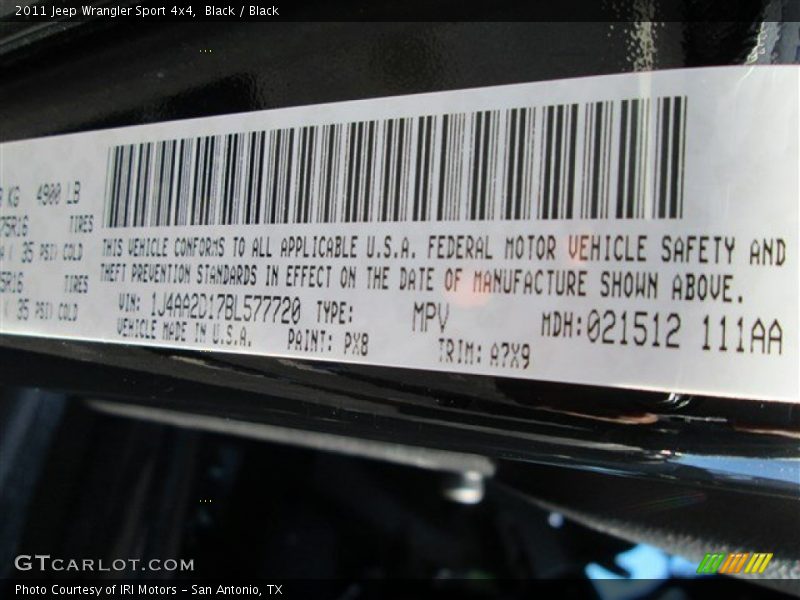 2011 Jeep Wrangler Sport 4x4, Black / Black
KG 4900 LB
75R16 TIRES
35 PSI COLD
5R16 TIRES
35 PSI COLD
THIS VEHICLE CONFORMS TO ALL APPLICABLE U.S.A. FEDERAL MOTOR VEHICLE SAFETY AND
THEFT PREVENTION STANDARDS IN EFFECT ON THE DATE OF MANUFACTURE SHOWN ABOVE.
VIN: 1J4AA2D17BL577720 TYPE: MPV MDH:021512 111AA
VEHICLE MADE IN U.S.A. PAINT: PX8 TRIM: A7X9
GTCARLOT.COM
Photo Courtesy of IRI Motors – San Antonio, TX